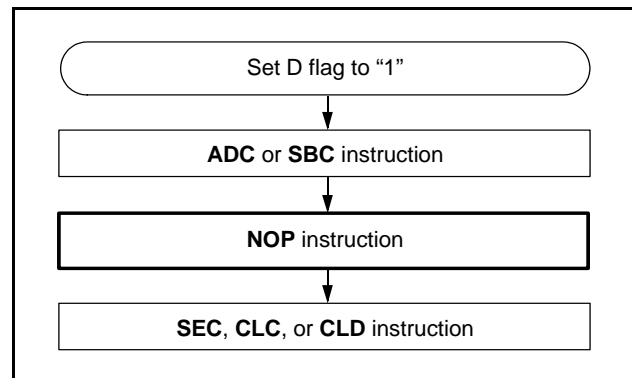 Set D flag to “1”
ADC or SBC instruction
NOP instruction
SEC, CLC, or CLD instruction